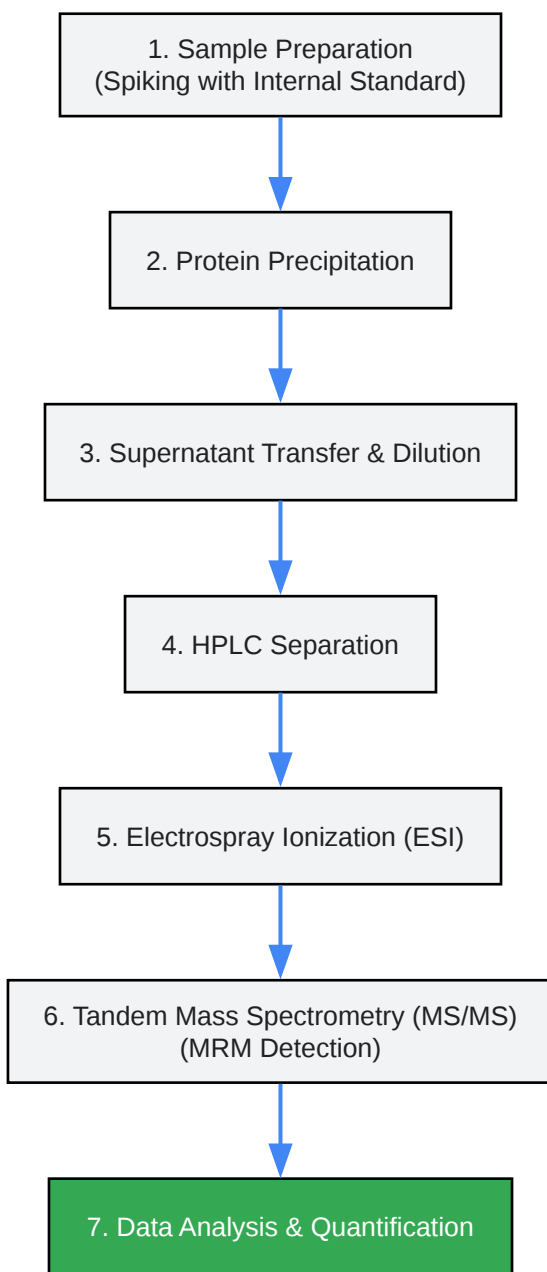 1. Sample Preparation
(Spiking with Internal Standard)
2. Protein Precipitation
3. Supernatant Transfer & Dilution
4. HPLC Separation
5. Electrospray Ionization (ESI)
6. Tandem Mass Spectrometry (MS/MS)
(MRM Detection)
7. Data Analysis & Quantification